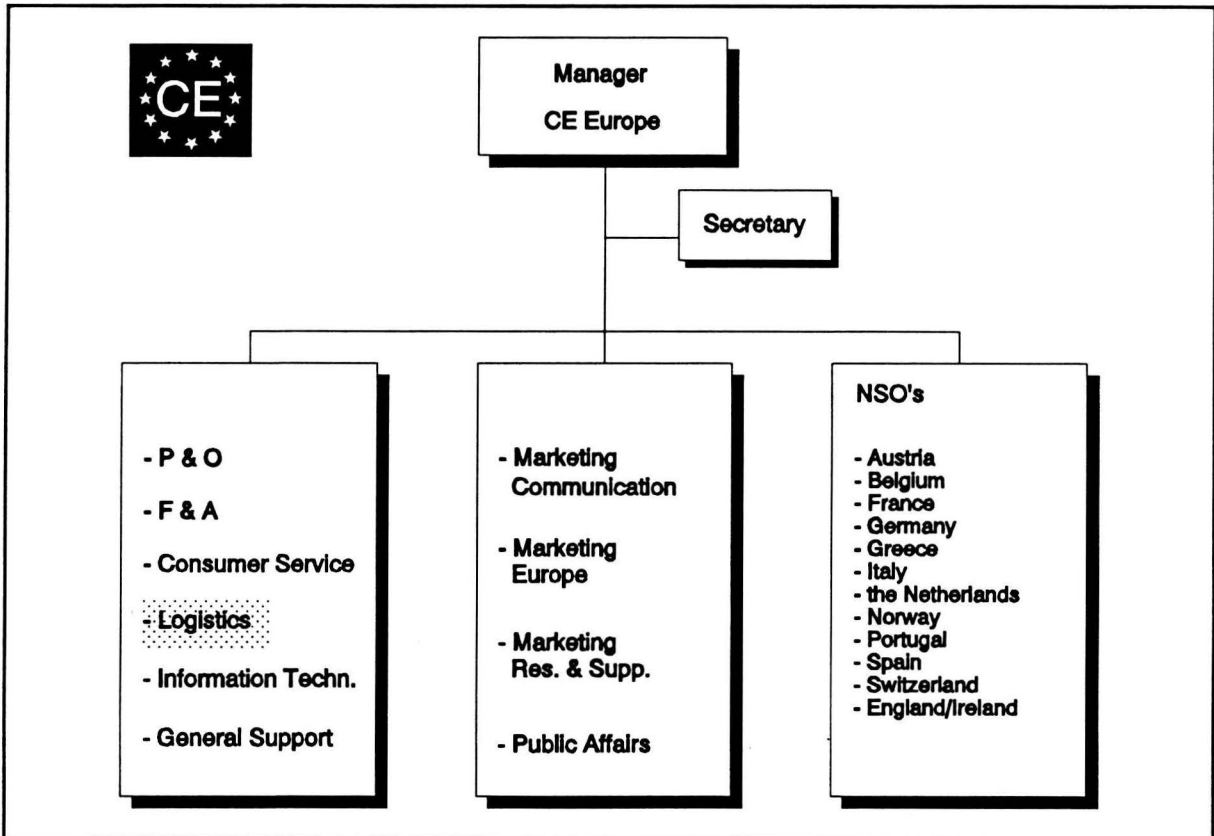 CE
Manager
CE Europe
Secretary
- P & O
- F & A
- Consumer Service
- Logistics
- Information Techn.
- General Support
- Marketing
Communication
- Marketing
Europe
- Marketing
Res. & Supp.
- Public Affairs
NSO's
- Austria
- Belgium
- France
- Germany
- Greece
- Italy
- the Netherlands
- Norway
- Portugal
- Spain
- Switzerland
- England/Ireland